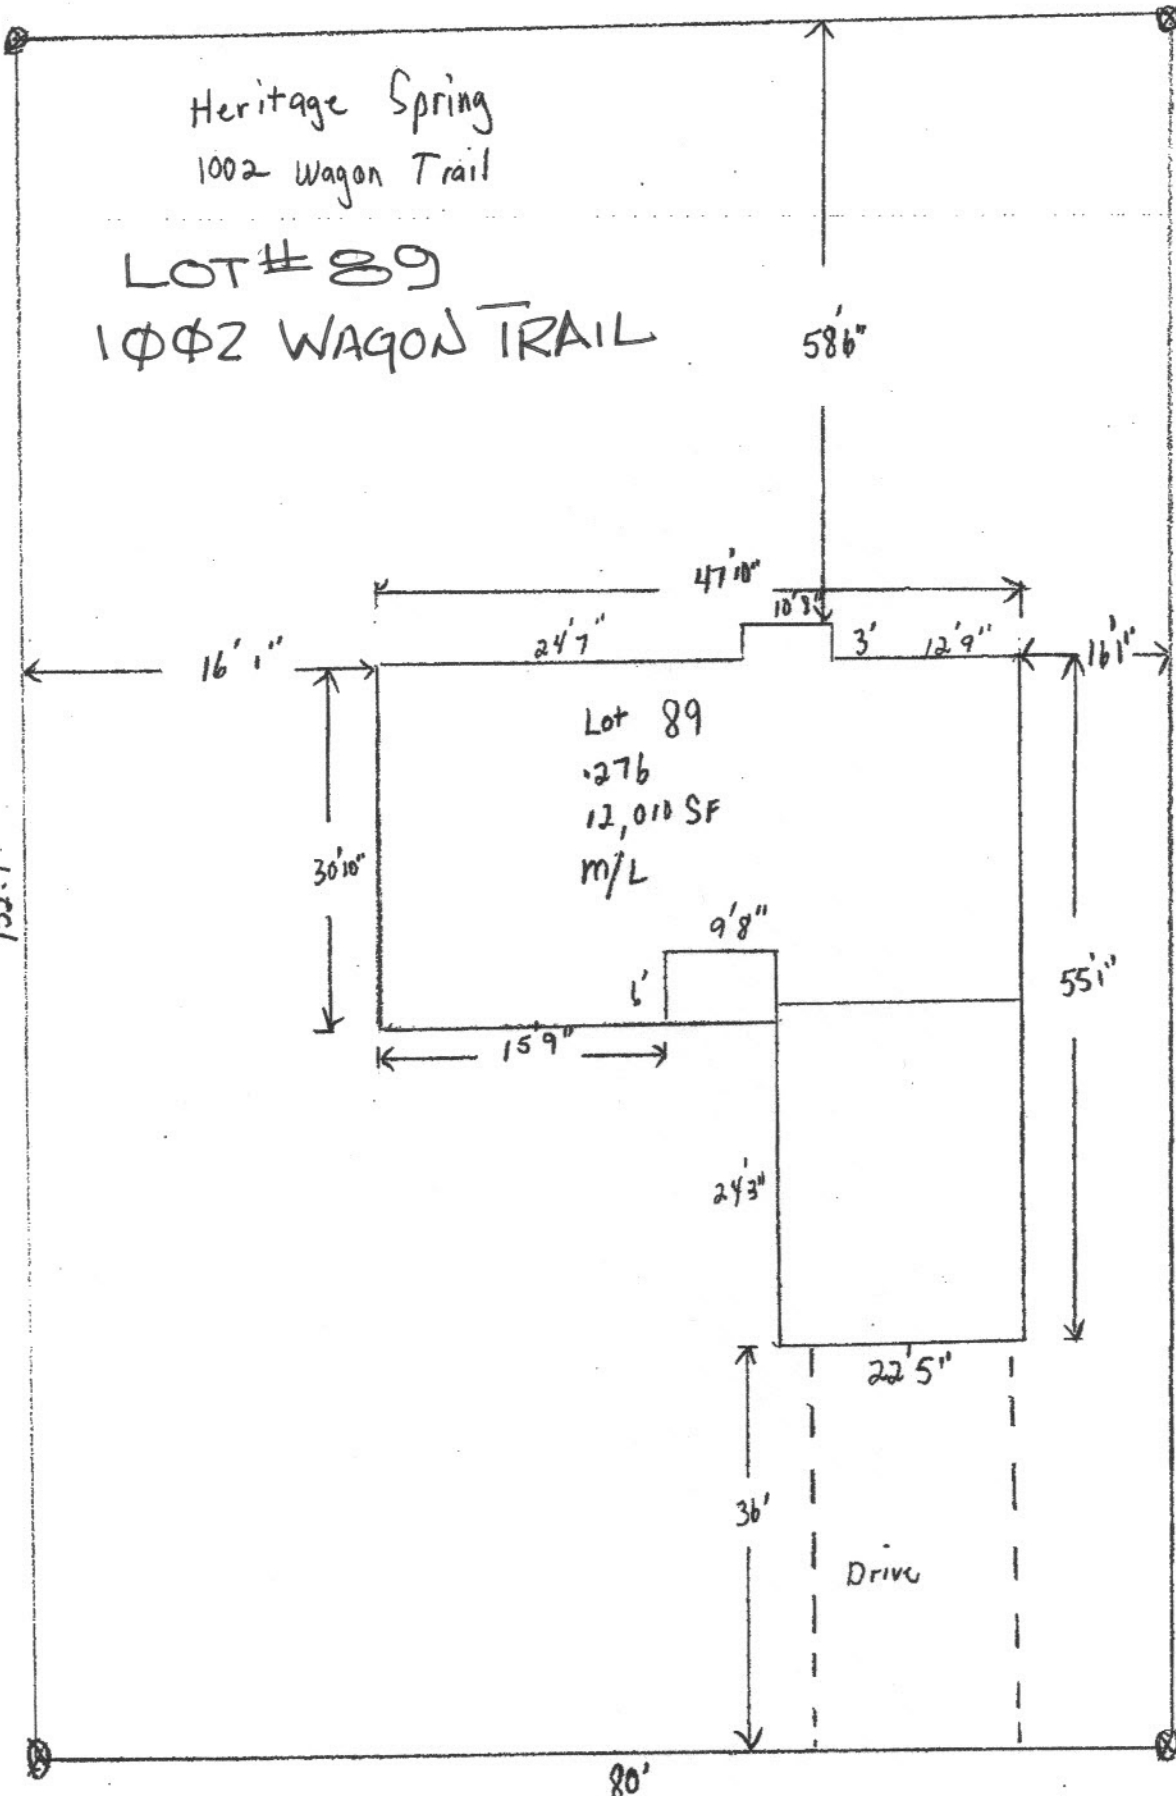 Heritage Spring
1002 Wagon Trail
LOT # 89
1002 WAGON TRAIL
58'6"
47'10"
10'8"
24'7"
3'
12'9"
16'1"
16'1"
Lot 89
.276
12,010 SF
m/L
30'10"
9'8"
6'
55'1"
15'9"
24'3"
22'5"
36'
Drive
80'